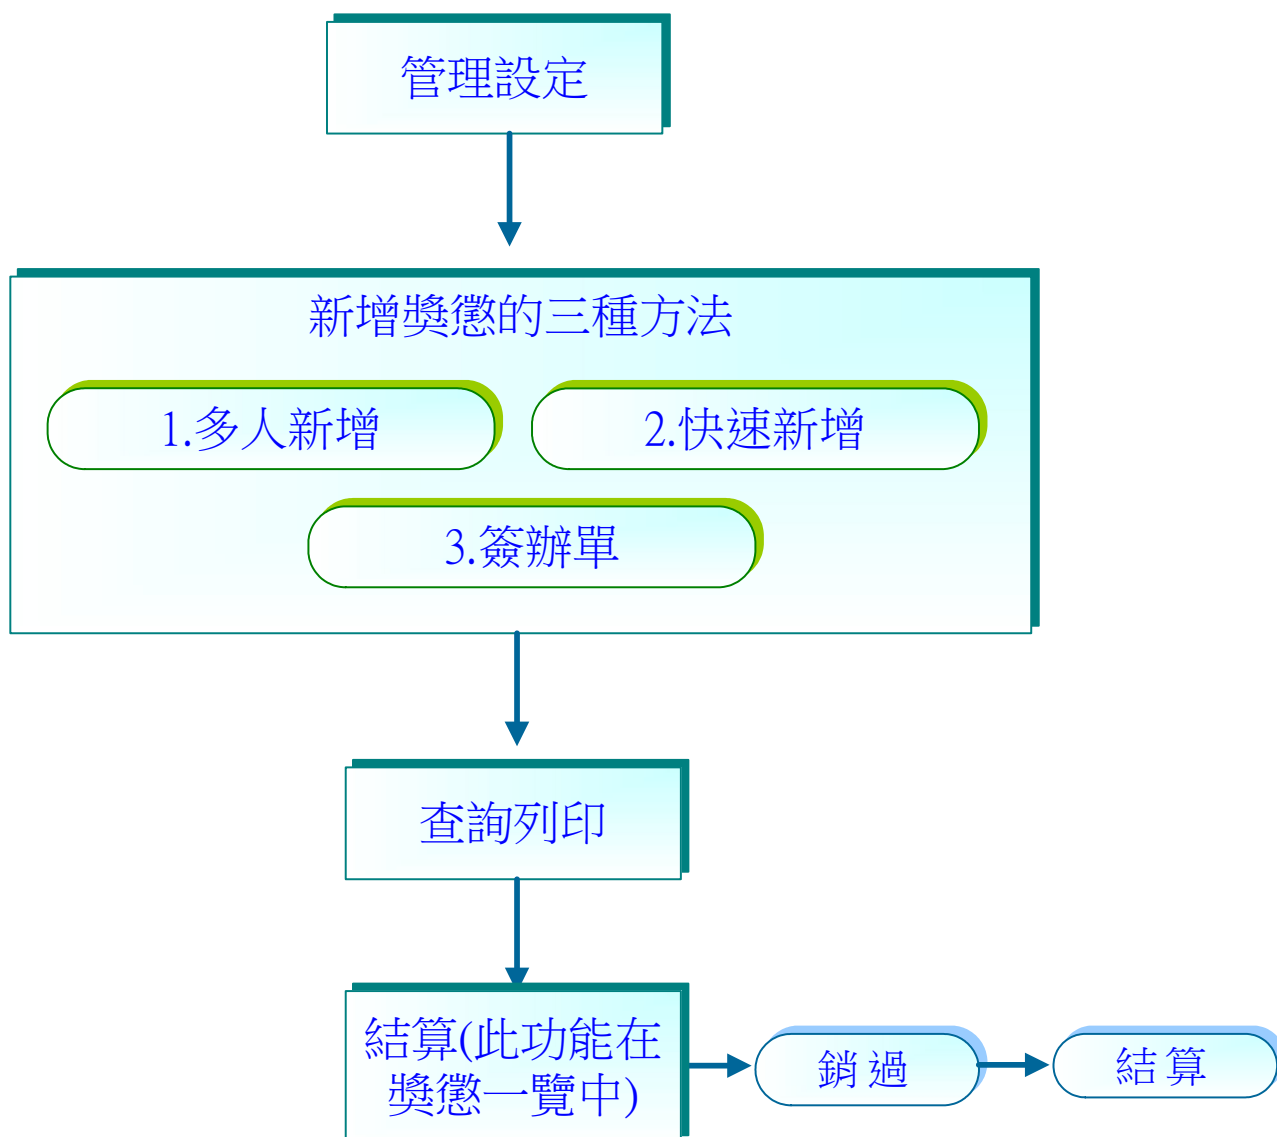 管理設定
新增獎懲的三種方法
1.多人新增
2.快速新增
3.簽辦單
查詢列印
結算(此功能在
獎懲一覽中)
銷過
結算